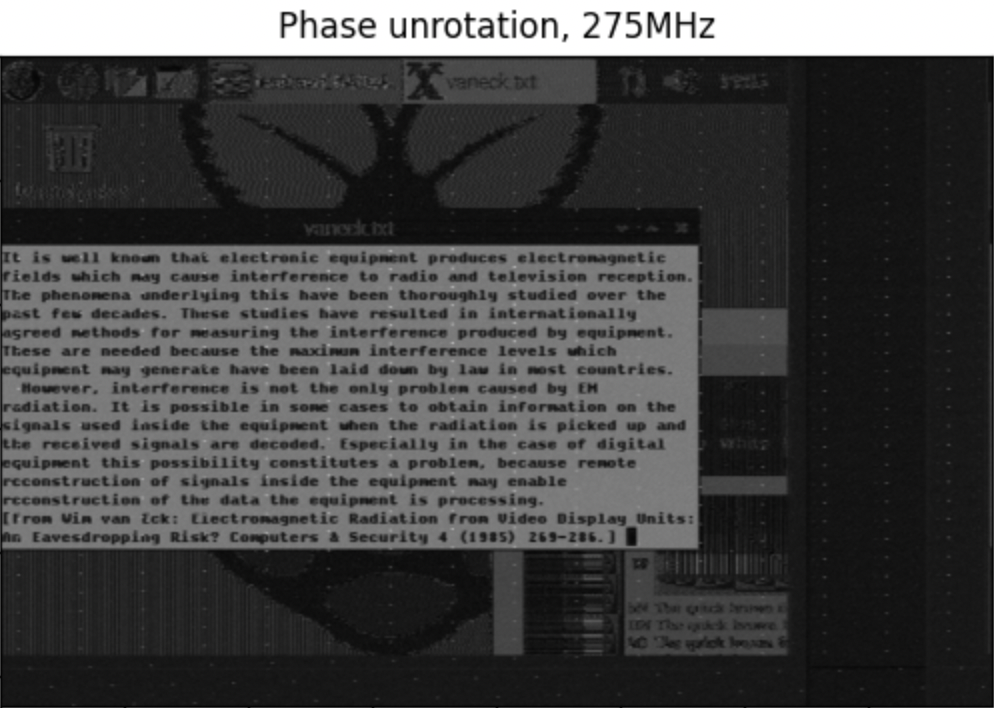 Phase unrotation, 275MHz
vaneck.txt
vaneck.txt
It is well known that electronic equipment produces electromagnetic
fields which may cause interference to radio and television reception.
The phenomena underlying this have been thoroughly studied over the
past few decades. These studies have resulted in internationally
agreed methods for measuring the interference produced by equipment.
These are needed because the maximum interference levels which
equipment may generate have been laid down by law in most countries.
However, interference is not the only problem caused by EM
radiation. It is possible in some cases to obtain information on the
signals used inside the equipment when the radiation is picked up and
the received signals are decoded. Especially in the case of digital
equipment this possibility constitutes a problem, because remote
reconstruction of signals inside the equipment may enable
reconstruction of the data the equipment is processing.
[from Wim van Eck: Electromagnetic Radiation from Video Display Units:
An Eavesdropping Risk? Computers & Security 4 (1985) 269-286.]
The quick brown
The quick brown
The quick brown